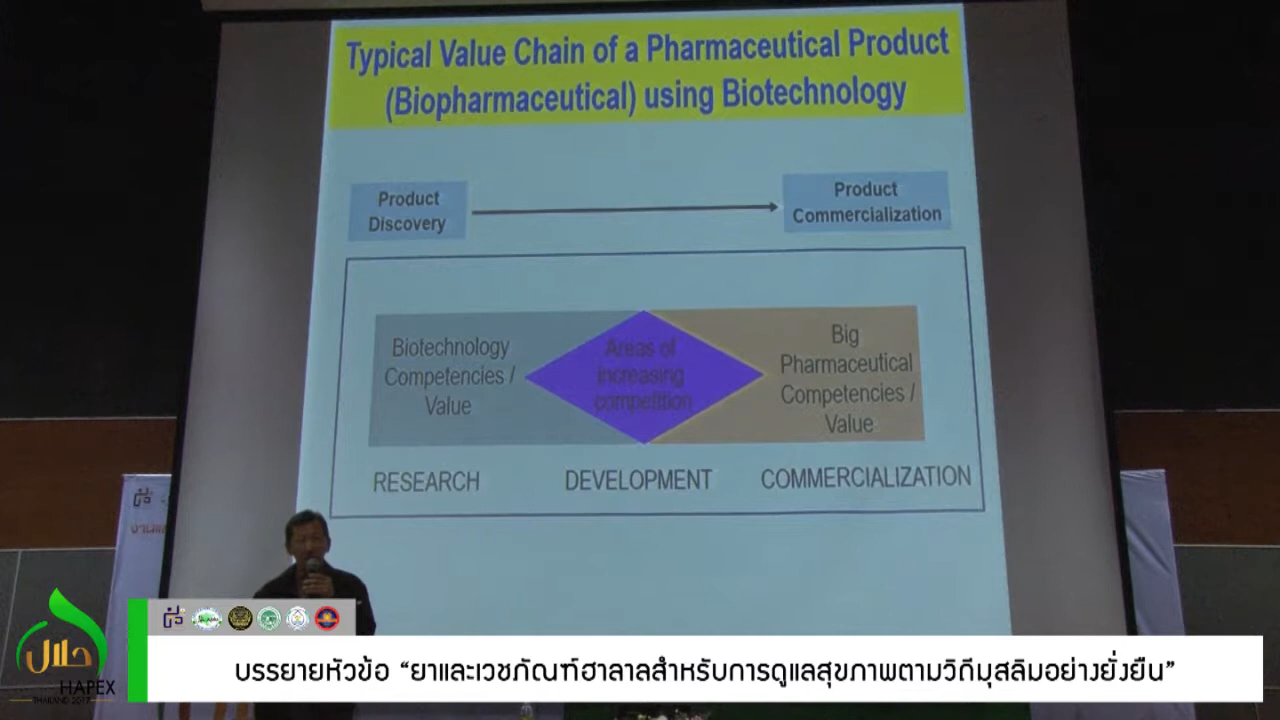 Typical Value Chain of a Pharmaceutical Product
(Biopharmaceutical) using Biotechnology
Product
Discovery
Product
Commercialization
Biotechnology
Competencies /
Value
Areas of
increasing
competition
Big
Pharmaceutical
Competencies /
Value
RESEARCH
DEVELOPMENT
COMMERCIALIZATION
حلال
HAPEX
THAILAND 2017
บรรยายหัวข้อ “ยาและเวชภัณฑ์ฮาลาลสำหรับการดูแลสุขภาพตามวิถีมุสลิมอย่างยั่งยืน”